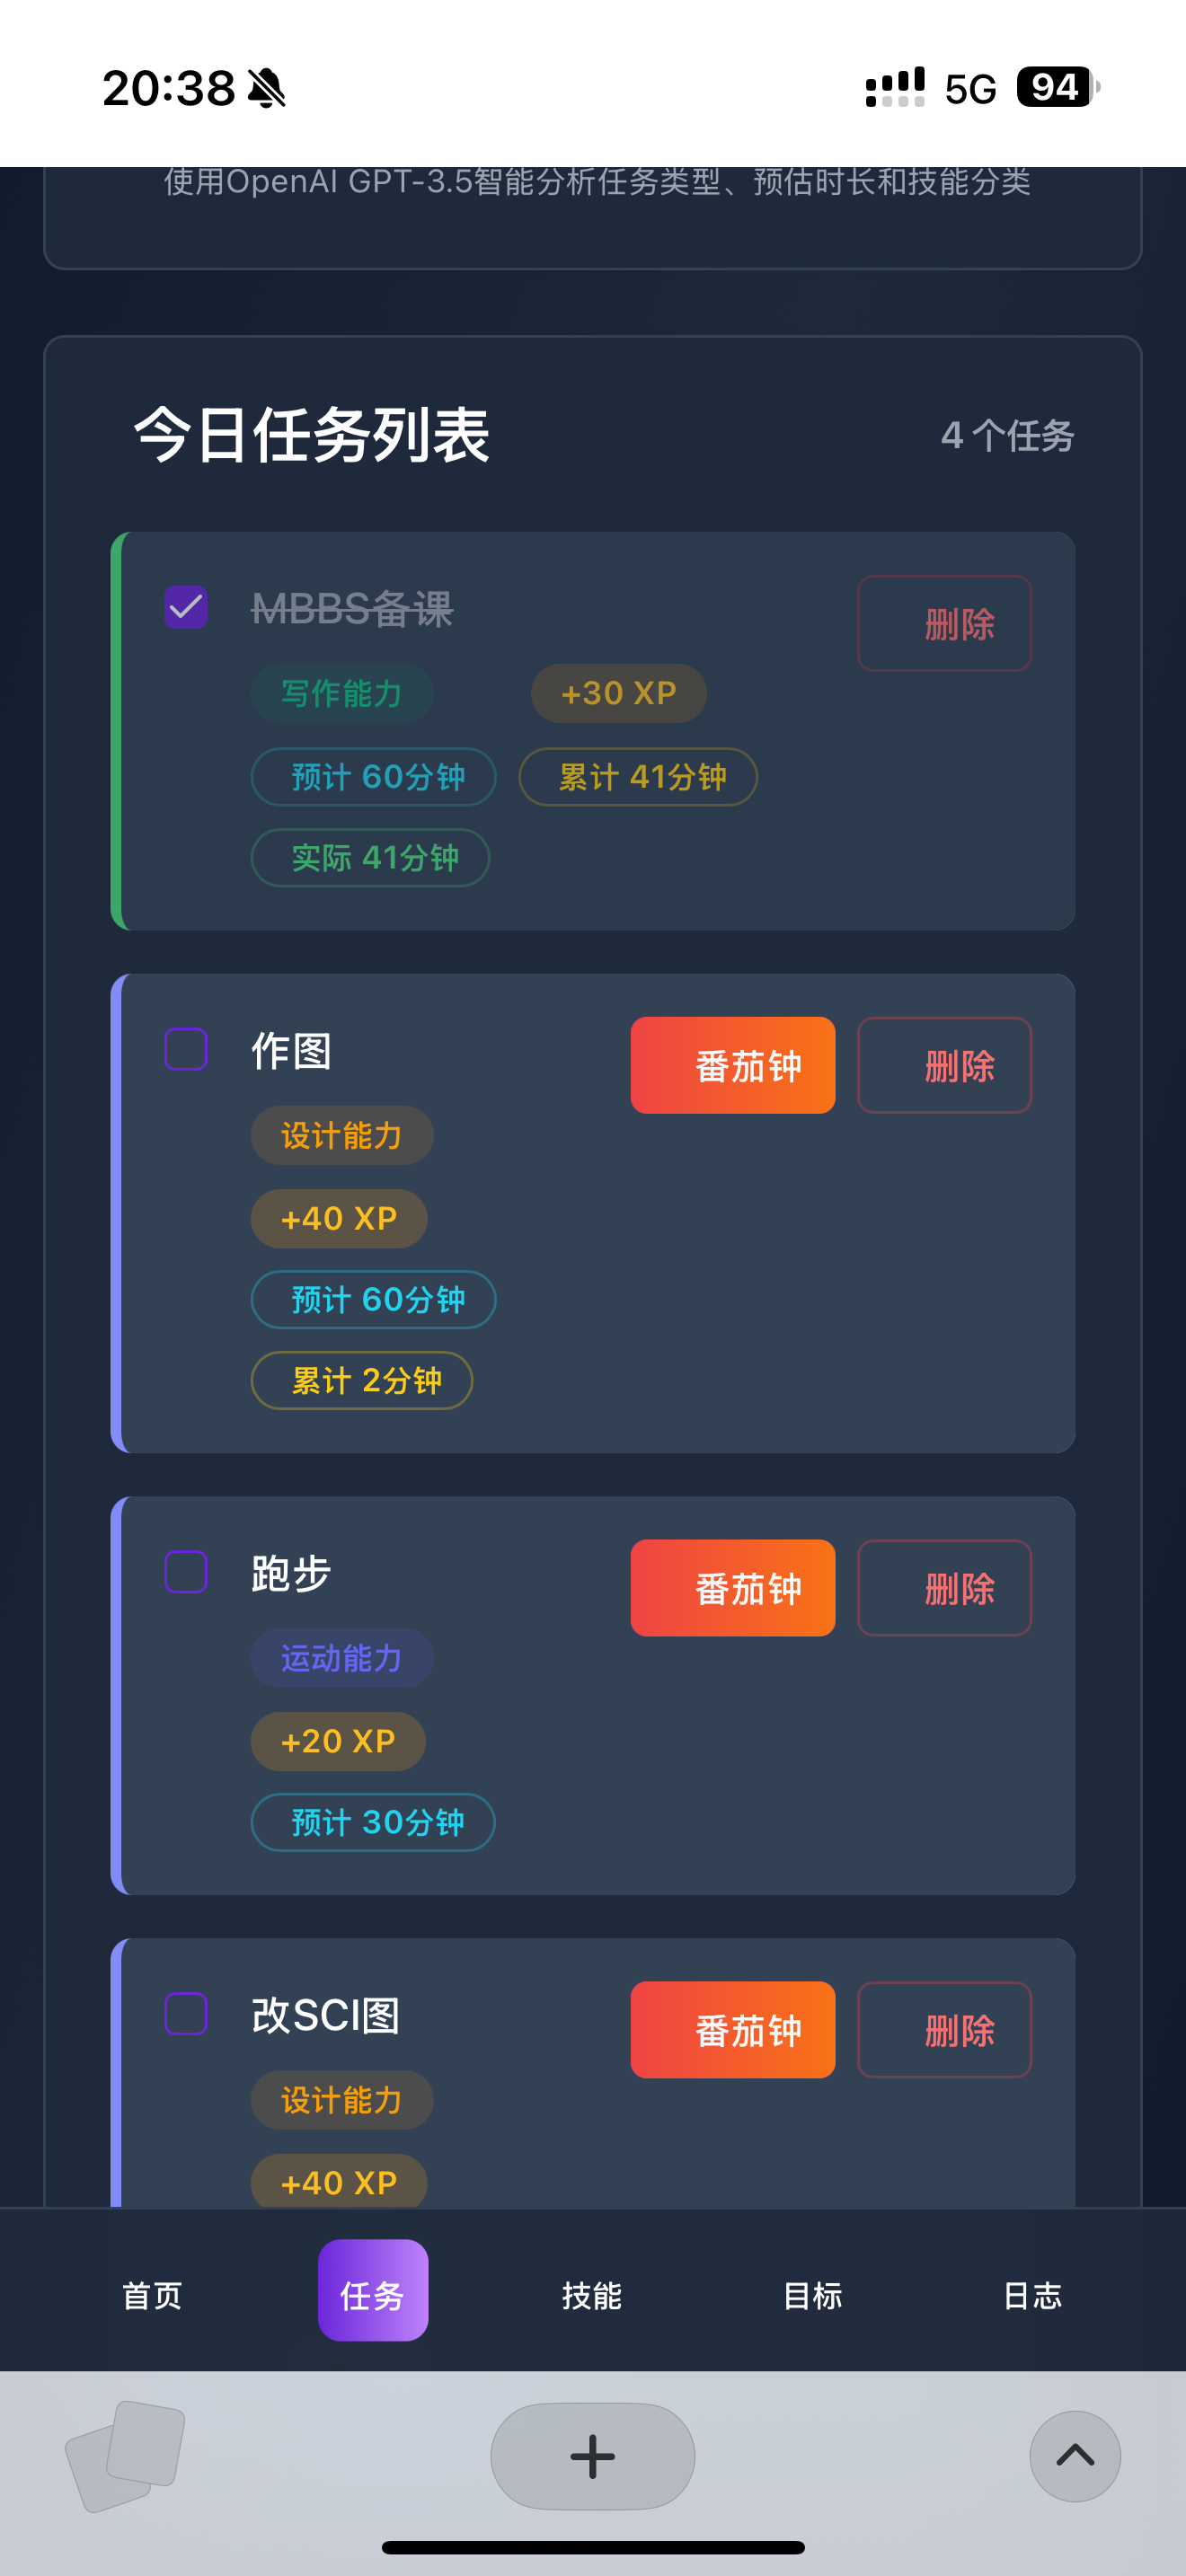 20:38 5G 94
使用OpenAI GPT-3.5智能分析任务类型、预估时长和技能分类
今日任务列表 4 个任务
MBBS备课 删除
写作能力 +30 XP
预计 60分钟 累计 41分钟
实际 41分钟
作图 番茄钟 删除
设计能力
+40 XP
预计 60分钟
累计 2分钟
跑步 番茄钟 删除
运动能力
+20 XP
预计 30分钟
改SCI图 番茄钟 删除
设计能力
+40 XP
首页 任务 技能 目标 日志